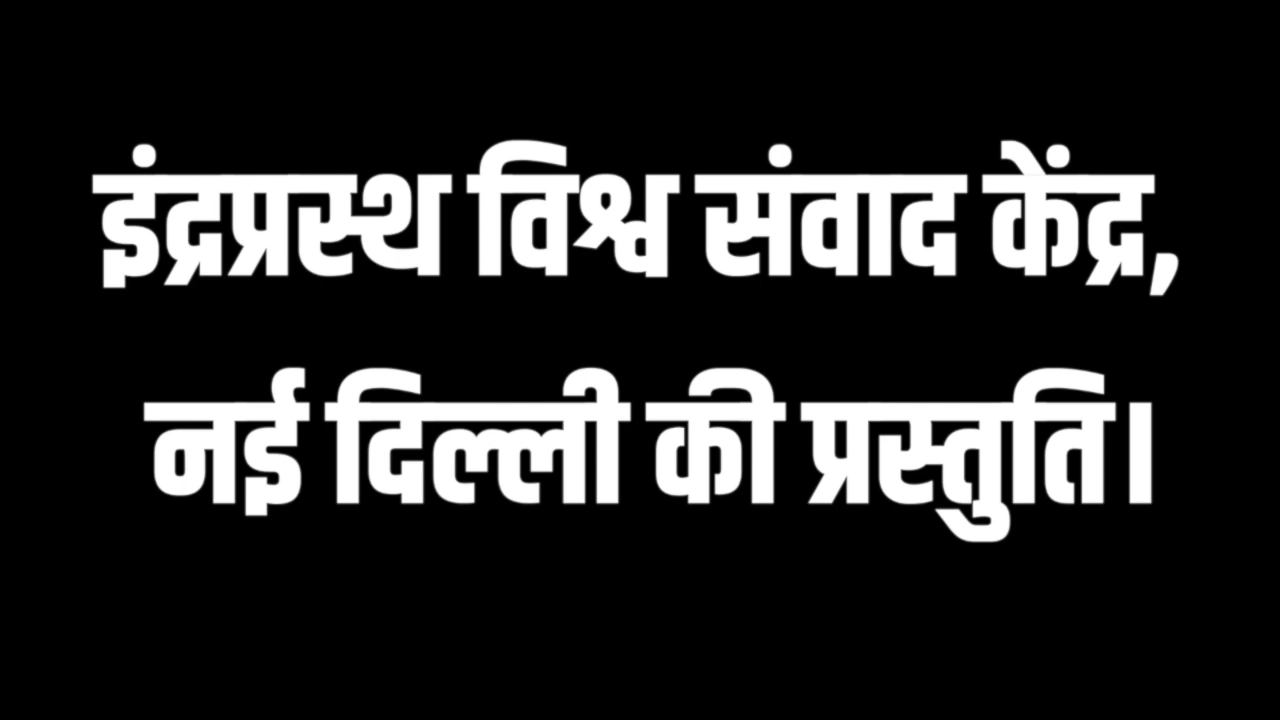 इंद्रप्रस्थ विश्व संवाद केंद्र,
नई दिल्ली की प्रस्तुति।